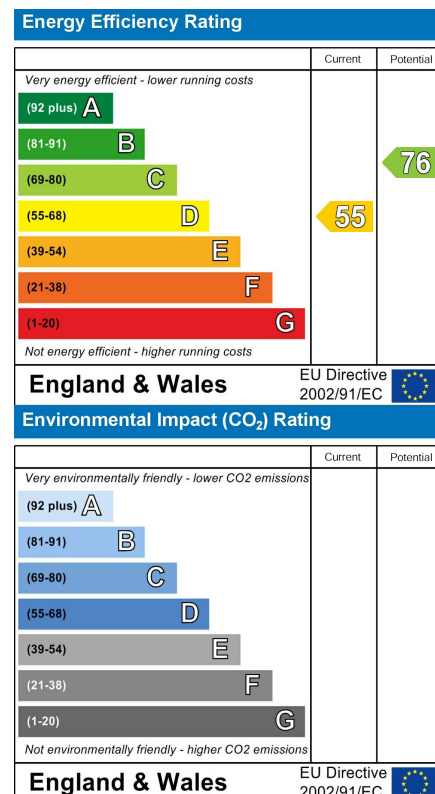 Energy Efficiency Rating
Current Potential
Very energy efficient - lower running costs
(92 plus) A
(81-91) B
(69-80) C
(55-68) D
(39-54) E
(21-38) F
(1-20) G
76
55
Not energy efficient - higher running costs
England & Wales
EU Directive
2002/91/EC
Environmental Impact (CO₂) Rating
Current Potential
Very environmentally friendly - lower CO2 emissions
(92 plus) A
(81-91) B
(69-80) C
(55-68) D
(39-54) E
(21-38) F
(1-20) G
Not environmentally friendly - higher CO2 emissions
England & Wales
EU Directive
2002/91/EC